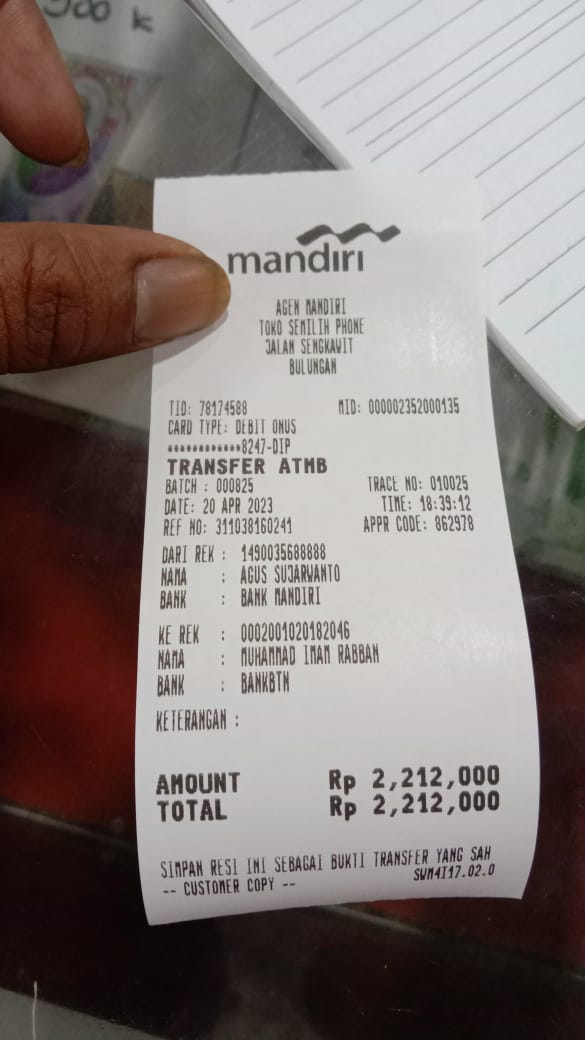 900 K
mandiri
AGEN MANDIRI
TOKO SEMILIH PHONE
JALAN SENGKAWIT
BULUNGAN
TID: 78174588 MID: 000002352000135
CARD TYPE: DEBIT ONUS
************8247-DIP
TRANSFER ATMB
BATCH : 000825 TRACE NO: 010025
DATE: 20 APR 2023 TIME: 18:39:12
REF NO: 311038160241 APPR CODE: 862978
DARI REK : 1490035688888
NAMA : AGUS SUJARWANTO
BANK : BANK MANDIRI
KE REK : 0002001020182046
NAMA : MUHAMMAD IMAM RABBAN
BANK : BANKBTN
KETERANGAN :
AMOUNT Rp 2,212,000
TOTAL Rp 2,212,000
SIMPAN RESI INI SEBAGAI BUKTI TRANSFER YANG SAH
-- CUSTOMER COPY -- SWM4I17.02.0